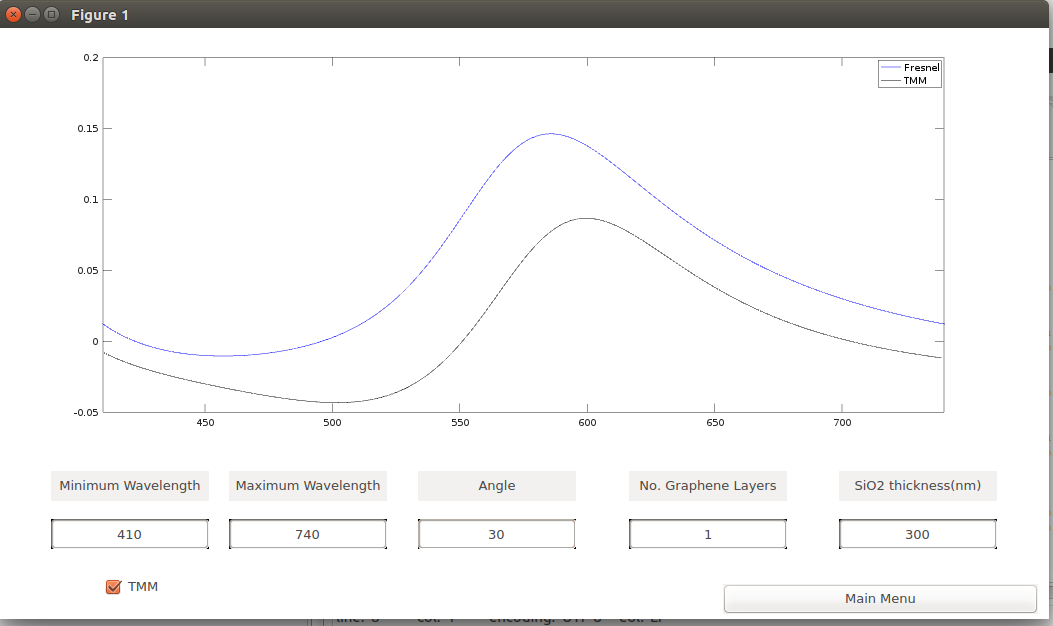 Figure 1
0.2
Fresnel
TMM
0.15
0.1
0.05
0
-0.05
450 500 550 600 650 700
Minimum Wavelength Maximum Wavelength Angle No. Graphene Layers SiO2 thickness(nm)
410 740 30 1 300
TMM
Main Menu